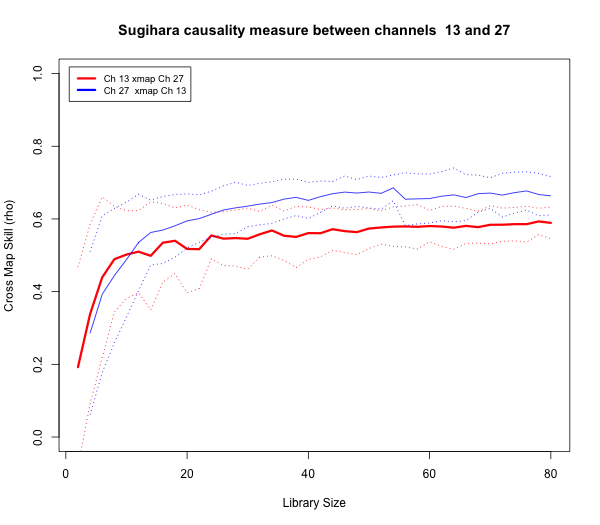 Sugihara causality measure between channels  13 and 27
Ch 13 xmap Ch 27
Ch 27  xmap Ch 13
Cross Map Skill (rho)
1.0
0.8
0.6
0.4
0.2
0.0
0 20 40 60 80
Library Size